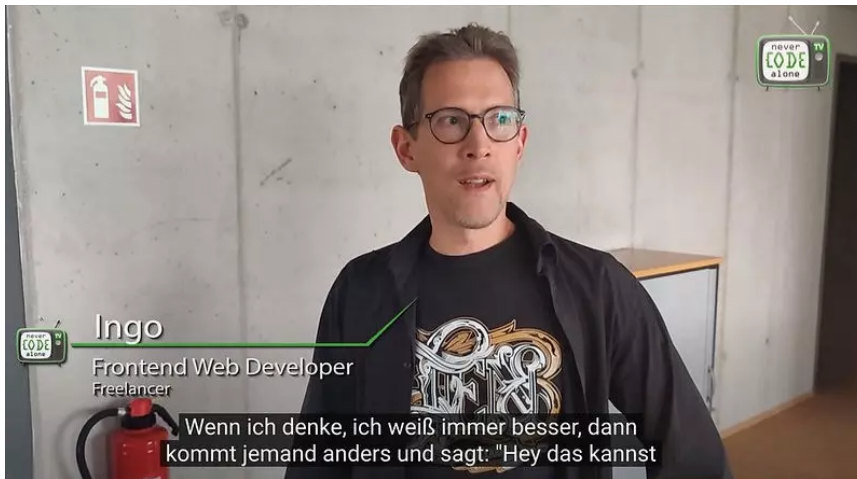 never
CODE
alone
TV
Ingo
never
CODE
alone
TV
Frontend Web Developer
Freelancer
Wenn ich denke, ich weiß immer besser, dann
kommt jemand anders und sagt: "Hey das kannst